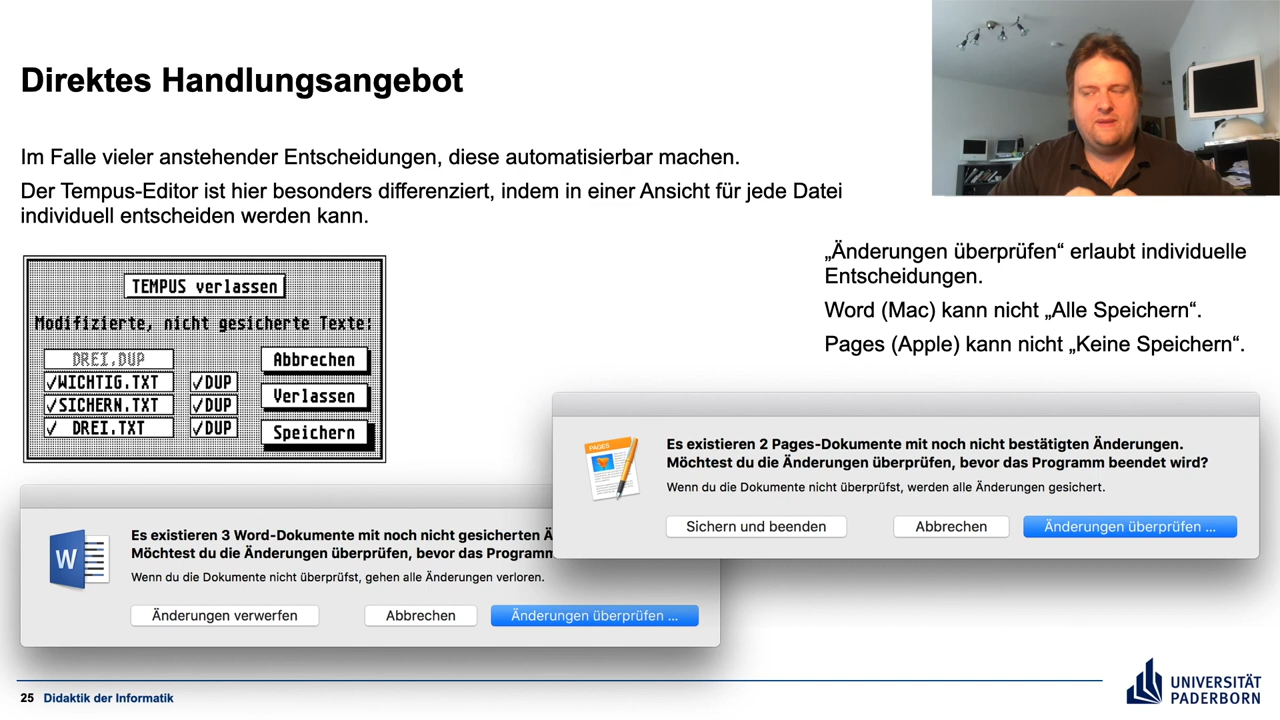 Direktes Handlungsangebot
Im Falle vieler anstehender Entscheidungen, diese automatisierbar machen.
Der Tempus-Editor ist hier besonders differenziert, indem in einer Ansicht für jede Datei
individuell entscheiden werden kann.
„Änderungen überprüfen“ erlaubt individuelle
Entscheidungen.
Word (Mac) kann nicht „Alle Speichern“.
Pages (Apple) kann nicht „Keine Speichern“.
TEMPUS verlassen
Modifizierte, nicht gesicherte Texte:
DREI.DUP
Abbrechen
✓WICHTIG.TXT ✓DUP
Verlassen
✓SICHERN.TXT ✓DUP
✓ DREI.TXT ✓DUP
Speichern
PAGES
Es existieren 2 Pages-Dokumente mit noch nicht bestätigten Änderungen.
Möchtest du die Änderungen überprüfen, bevor das Programm beendet wird?
Wenn du die Dokumente nicht überprüfst, werden alle Änderungen gesichert.
Sichern und beenden Abbrechen Änderungen überprüfen ...
W
Es existieren 3 Word-Dokumente mit noch nicht gesicherten
Möchtest du die Änderungen überprüfen, bevor das Programm
Wenn du die Dokumente nicht überprüfst, gehen alle Änderungen verloren.
Änderungen verwerfen Abbrechen Änderungen überprüfen ...
25 Didaktik der Informatik
UNIVERSITÄT
PADERBORN